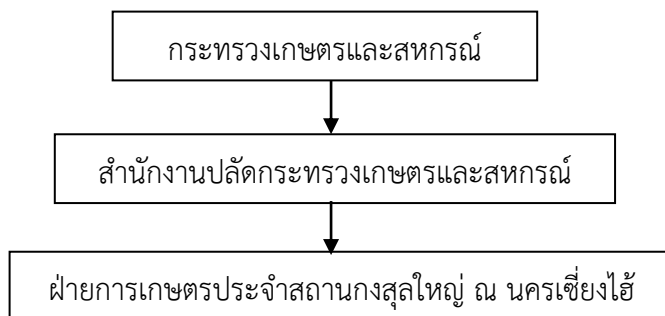 กระทรวงเกษตรและสหกรณ์
สำนักงานปลัดกระทรวงเกษตรและสหกรณ์
ฝ่ายการเกษตรประจำสถานกงสุลใหญ่ ณ นครเซี่ยงไฮ้